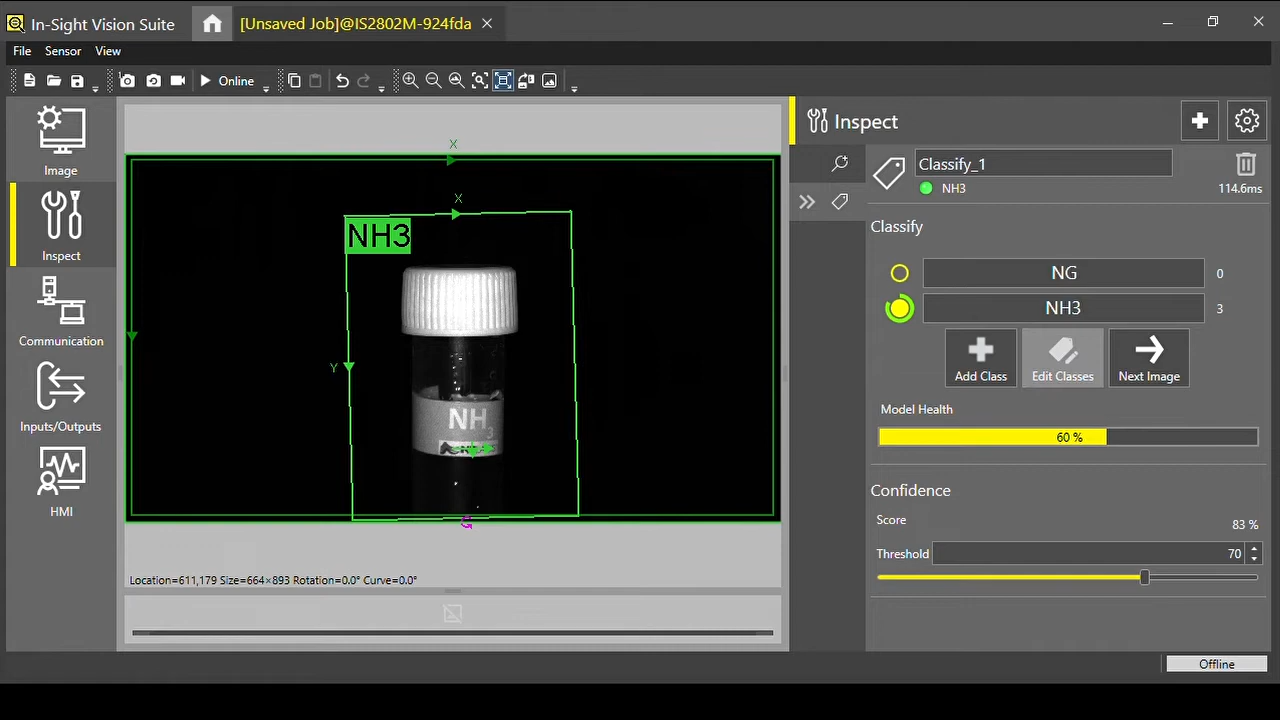 In-Sight Vision Suite
[Unsaved Job]@IS2802M-924fda
File Sensor View
Online
Image
Inspect
Communication
Inputs/Outputs
HMI
X
X
NH3
Y
NH
3
Location=611,179 Size=664×893 Rotation=0.0° Curve=0.0°
Inspect
Classify_1
NH3
114.6ms
Classify
NG 0
NH3 3
Add Class
Edit Classes
Next Image
Model Health
60 %
Confidence
Score 83 %
Threshold 70
Offline